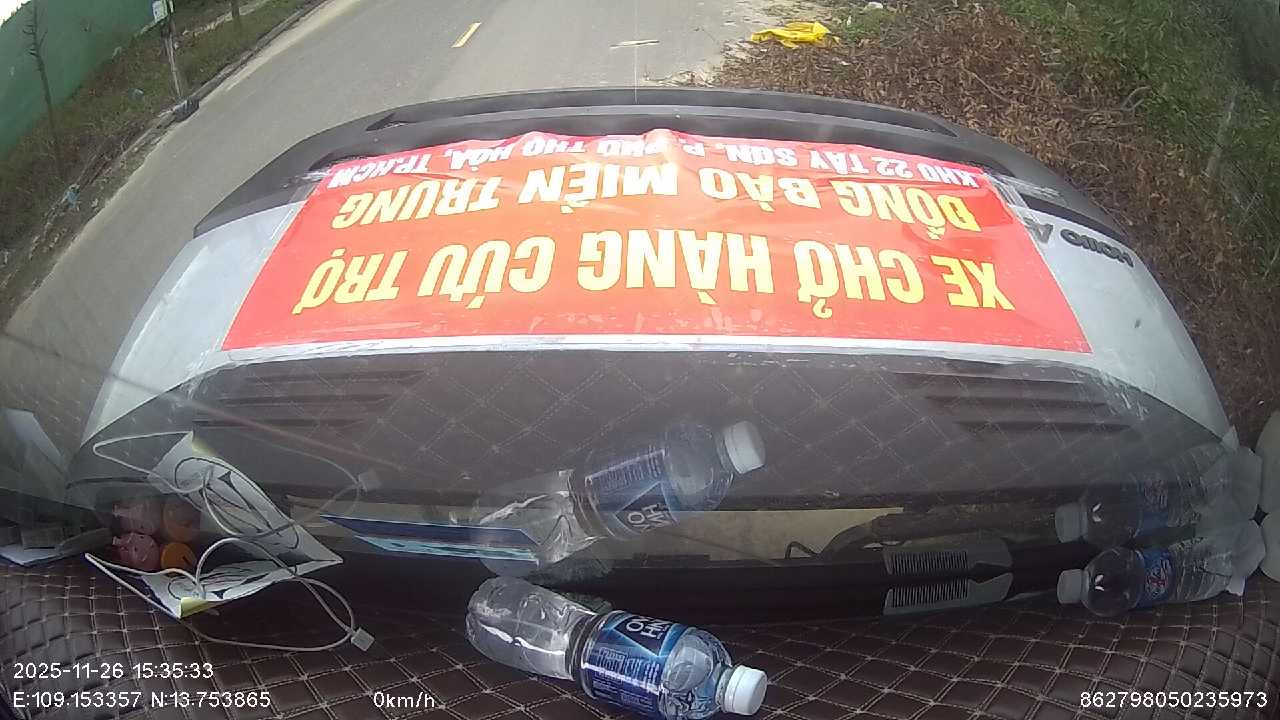 XE CHỞ HÀNG CỨU TRỢ
ĐỒNG BÀO MIỀN TRUNG
KHU 22 TÂY SƠN, P. PHÚ THỌ HÒA, TP.HCM
2025-11-26 15:35:33
E:109.153357 N:13.753865
0km/h
862798050235973